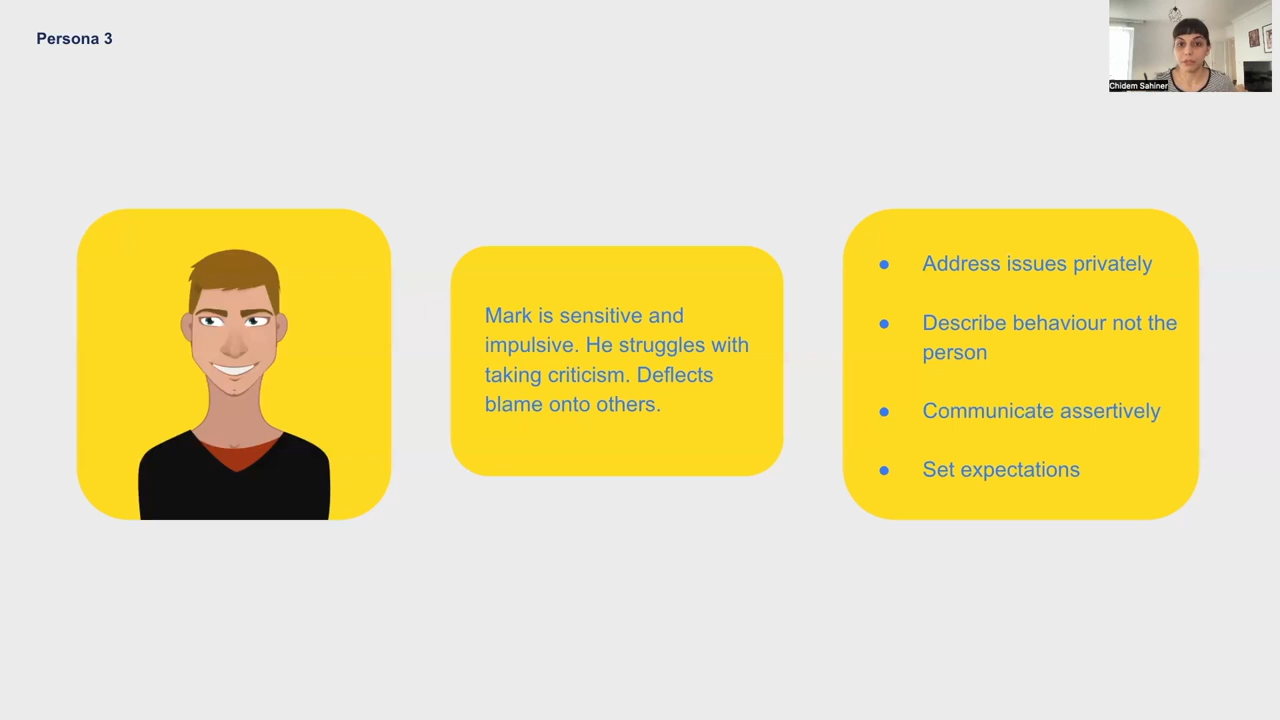 Persona 3
Chidem Sahiner
Mark is sensitive and
impulsive. He struggles with
taking criticism. Deflects
blame onto others.
● Address issues privately
● Describe behaviour not the
person
● Communicate assertively
● Set expectations